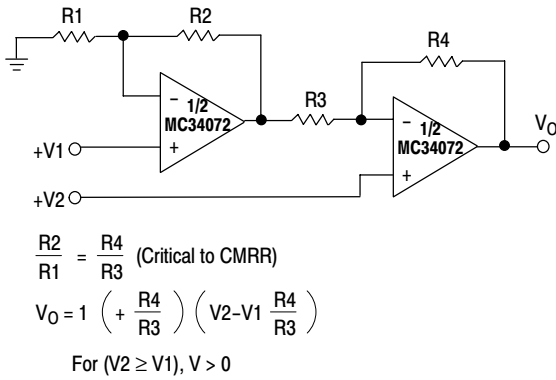 R1
R2
R4
R3
1/2
MC34072
1/2
MC34072
+V1
+V2
VO
R2/R1 = R4/R3 (Critical to CMRR)
VO = 1 (+ R4/R3) (V2–V1 R4/R3)
For (V2 ≥ V1), V > 0